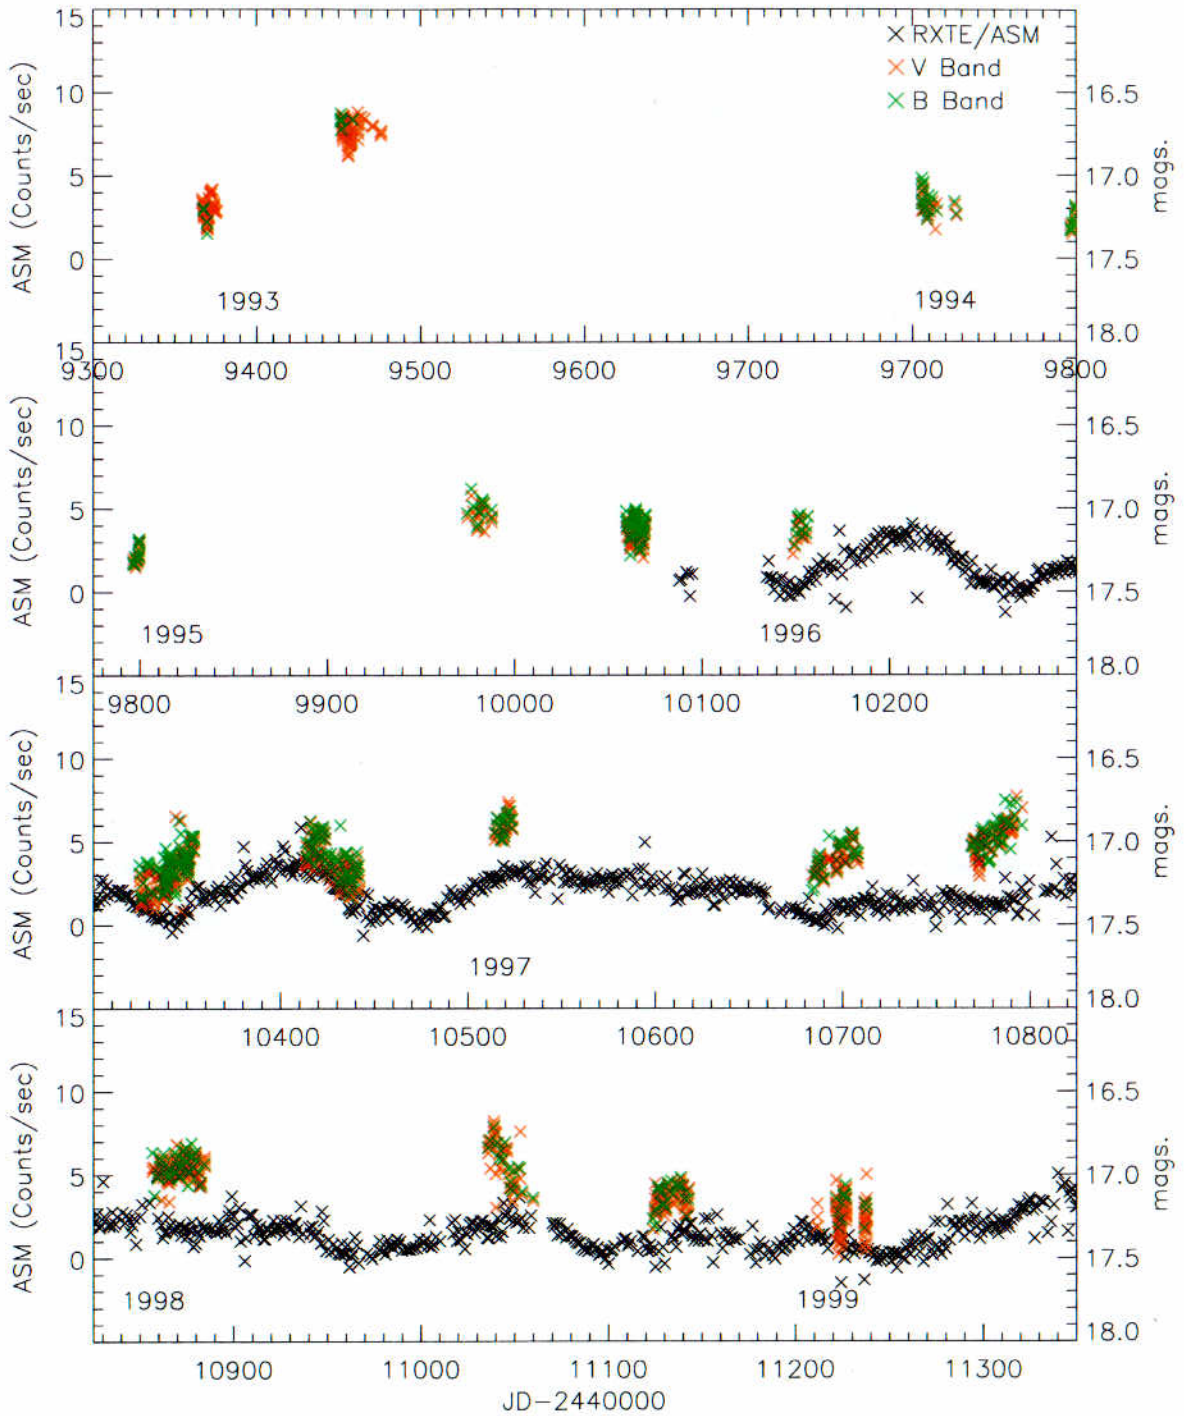 15
10
5
0
ASM (Counts/sec)
× RXTE/ASM
× V Band
× B Band
16.5
17.0
17.5
18.0
mags.
1993
1994
9300 9400 9500 9600 9700 9700 9800
15
10
5
0
ASM (Counts/sec)
16.5
17.0
17.5
18.0
mags.
1995
1996
9800 9900 10000 10100 10200
15
10
5
0
ASM (Counts/sec)
16.5
17.0
17.5
18.0
mags.
1997
10400 10500 10600 10700 10800
15
10
5
0
ASM (Counts/sec)
16.5
17.0
17.5
18.0
mags.
1998
1999
10900 11000 11100 11200 11300
JD-2440000